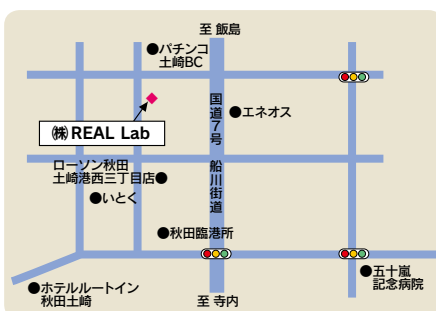 至 飯島
●パチンコ
土崎BC
国道7号 船川街道
●エネオス
㈱ REAL Lab
ローソン秋田
土崎港西三丁目店●
●いとく
●秋田臨港所
●五十嵐
記念病院
●ホテルルートイン
秋田土崎
至 寺内